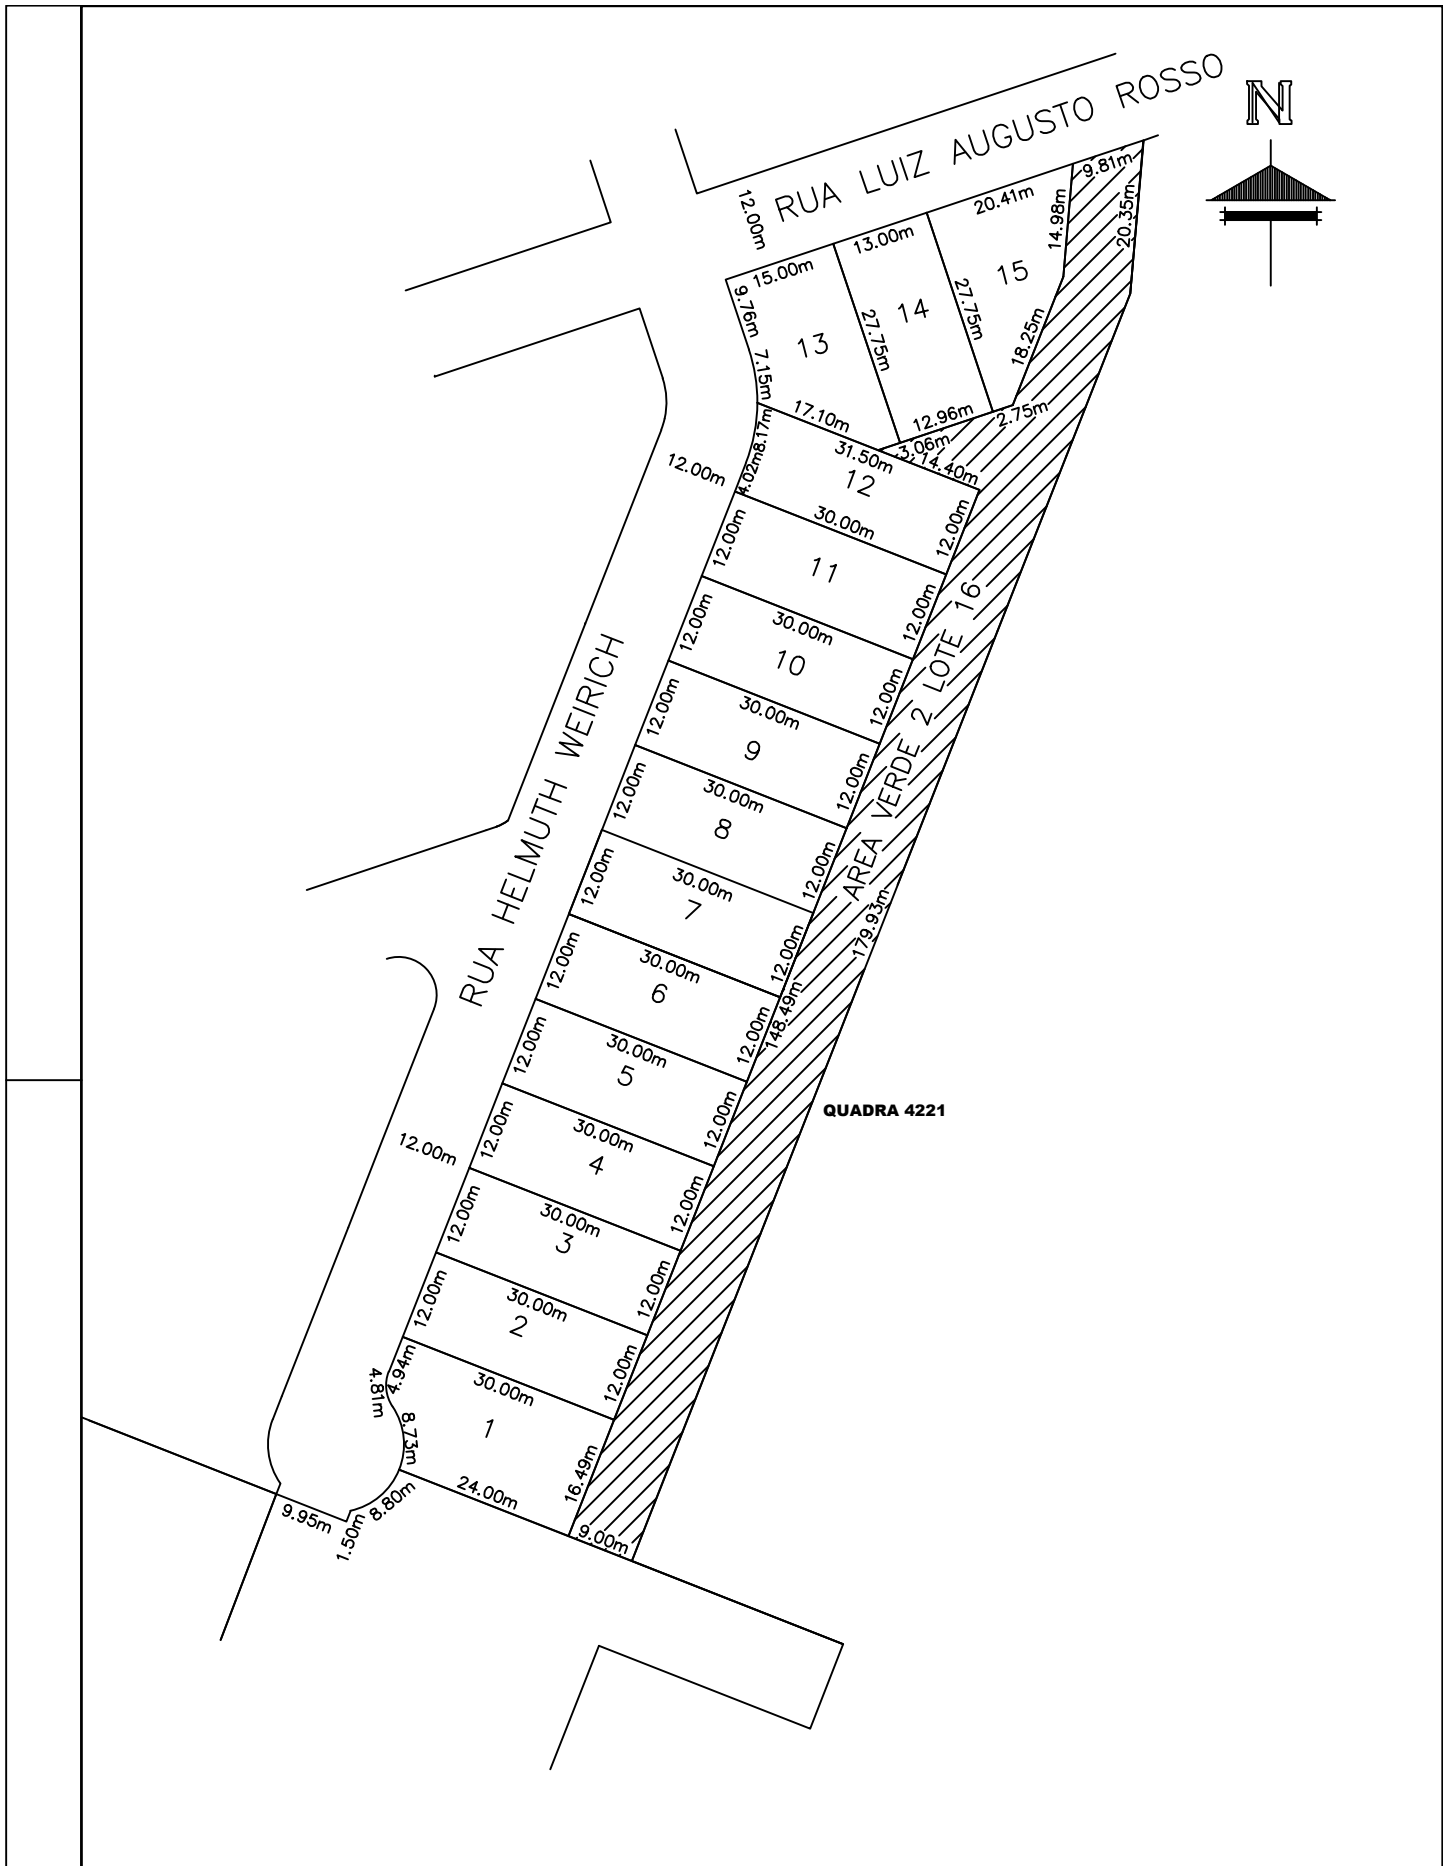 RUA LUIZ AUGUSTO ROSSO
N
9.81m
12.00m
20.41m
14.98m
20.35m
13.00m
15.00m
15
9.76m
27.75m
14
27.75m
13
18.25m
7.15m
17.10m
12.96m
2.75m
8.17m
3.06m
31.50m
14.40m
12.00m
4.02m
12
30.00m
12.00m
12.00m
11
12.00m
30.00m
12.00m
10
12.00m
30.00m
12.00m
9
12.00m
30.00m
12.00m
8
12.00m
30.00m
12.00m
7
12.00m
30.00m
12.00m
6
12.00m
30.00m
12.00m
5
12.00m
30.00m
12.00m
4
12.00m
30.00m
12.00m
3
12.00m
30.00m
12.00m
2
12.00m
4.94m
30.00m
4.81m
8.73m
1
16.49m
24.00m
8.80m
9.95m
1.50m
9.00m
12.00m
RUA HELMUTH WEIRICH
AREA VERDE 2 LOTE 16
179.93m
148.49m
QUADRA 4221